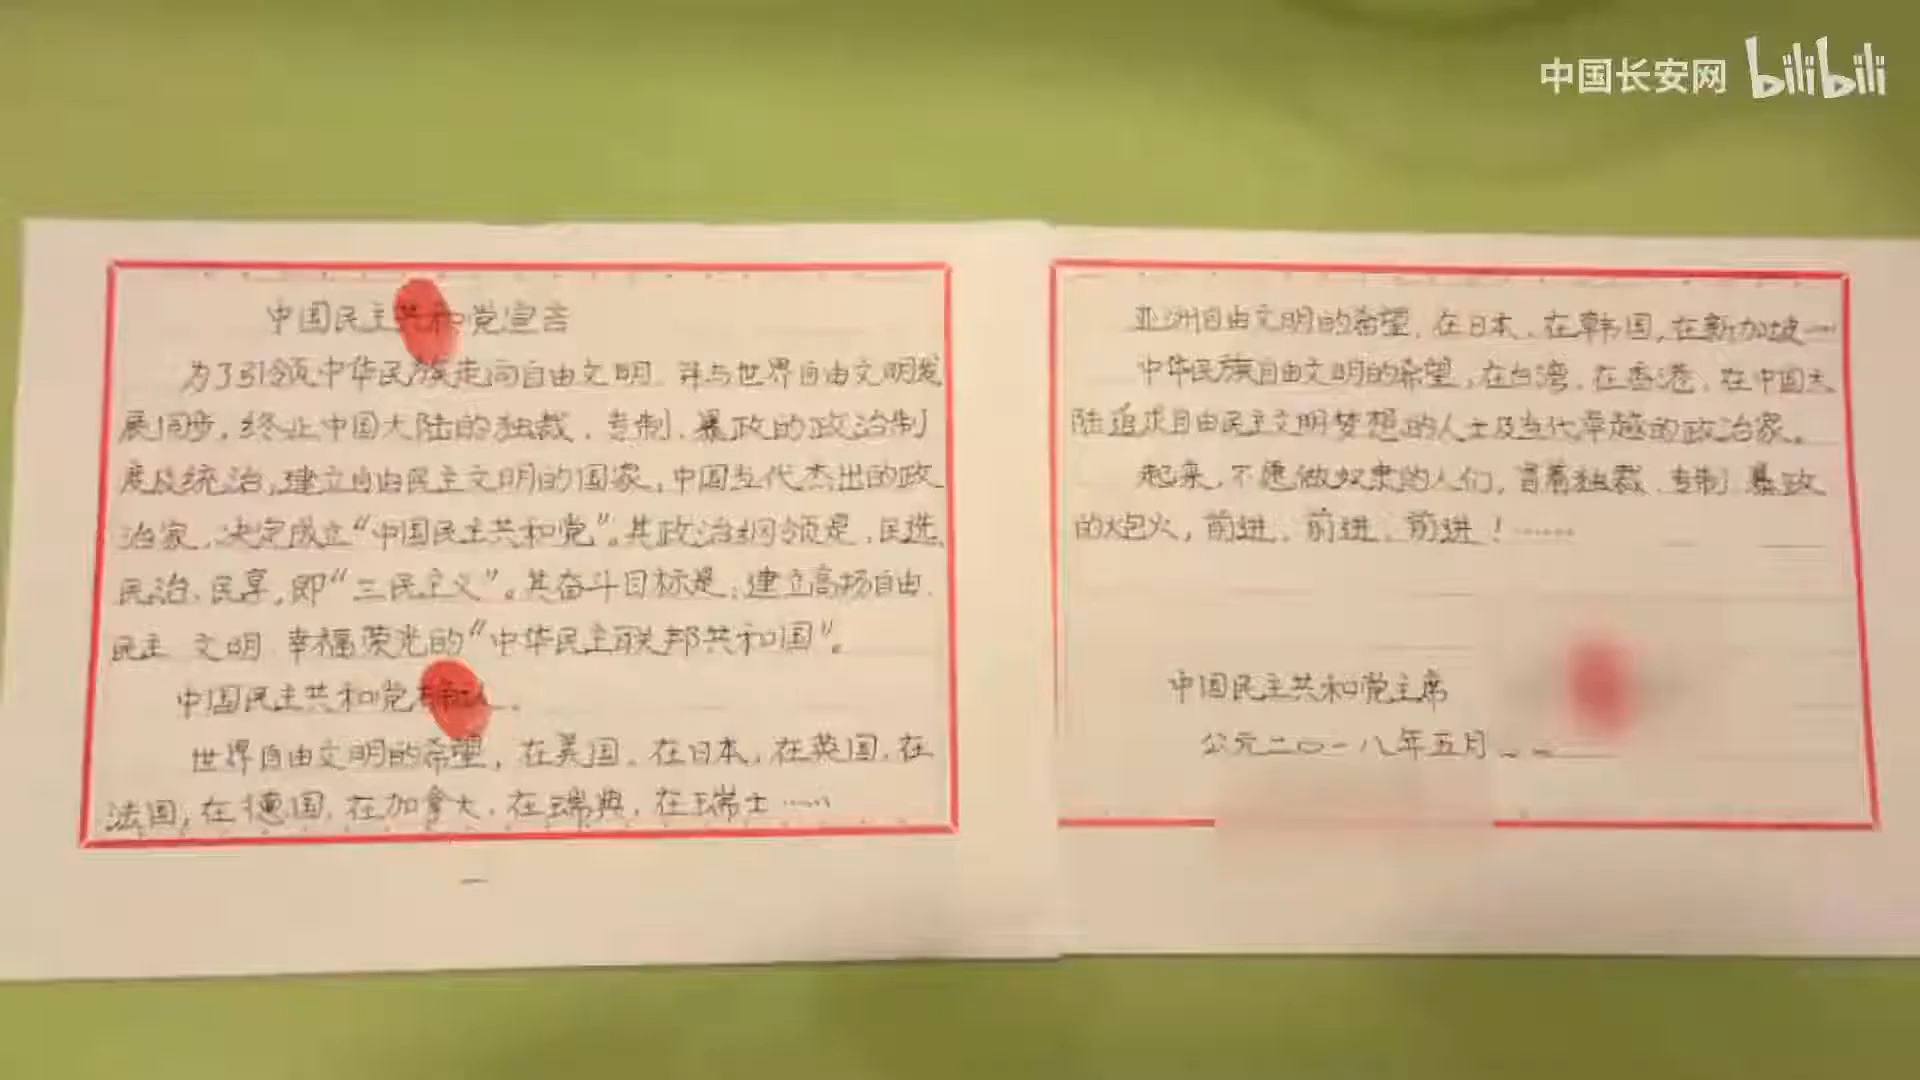 中国长安网 bilibili
中国民主共和党宣言
为了引领中华民族走向自由文明，并与世界自由文明发
展同步，终止中国大陆的独裁、专制、暴政的政治制
度及统治，建立自由民主文明的国家，中国当代杰出的政
治家，决定成立“中国民主共和党”。其政治纲领是：民选、
民治、民享，即“三民主义”。其奋斗目标是：建立高扬自由、
民主、文明、幸福荣光的“中华民主联邦共和国”。
中国民主共和党
世界自由文明的希望，在美国、在日本，在英国，在
法国，在德国，在加拿大，在瑞典，在瑞士……
一
亚洲自由文明的希望，在日本、在韩国，在新加坡……
中华民族自由文明的希望，在台湾、在香港、在中国大
陆追求自由民主文明梦想的人士及当代卓越的政治家。
起来，不愿做奴隶的人们，冒着独裁、专制、暴政
的炮火，前进、前进、前进！……
中国民主共和党主席
公元二〇一八年五月